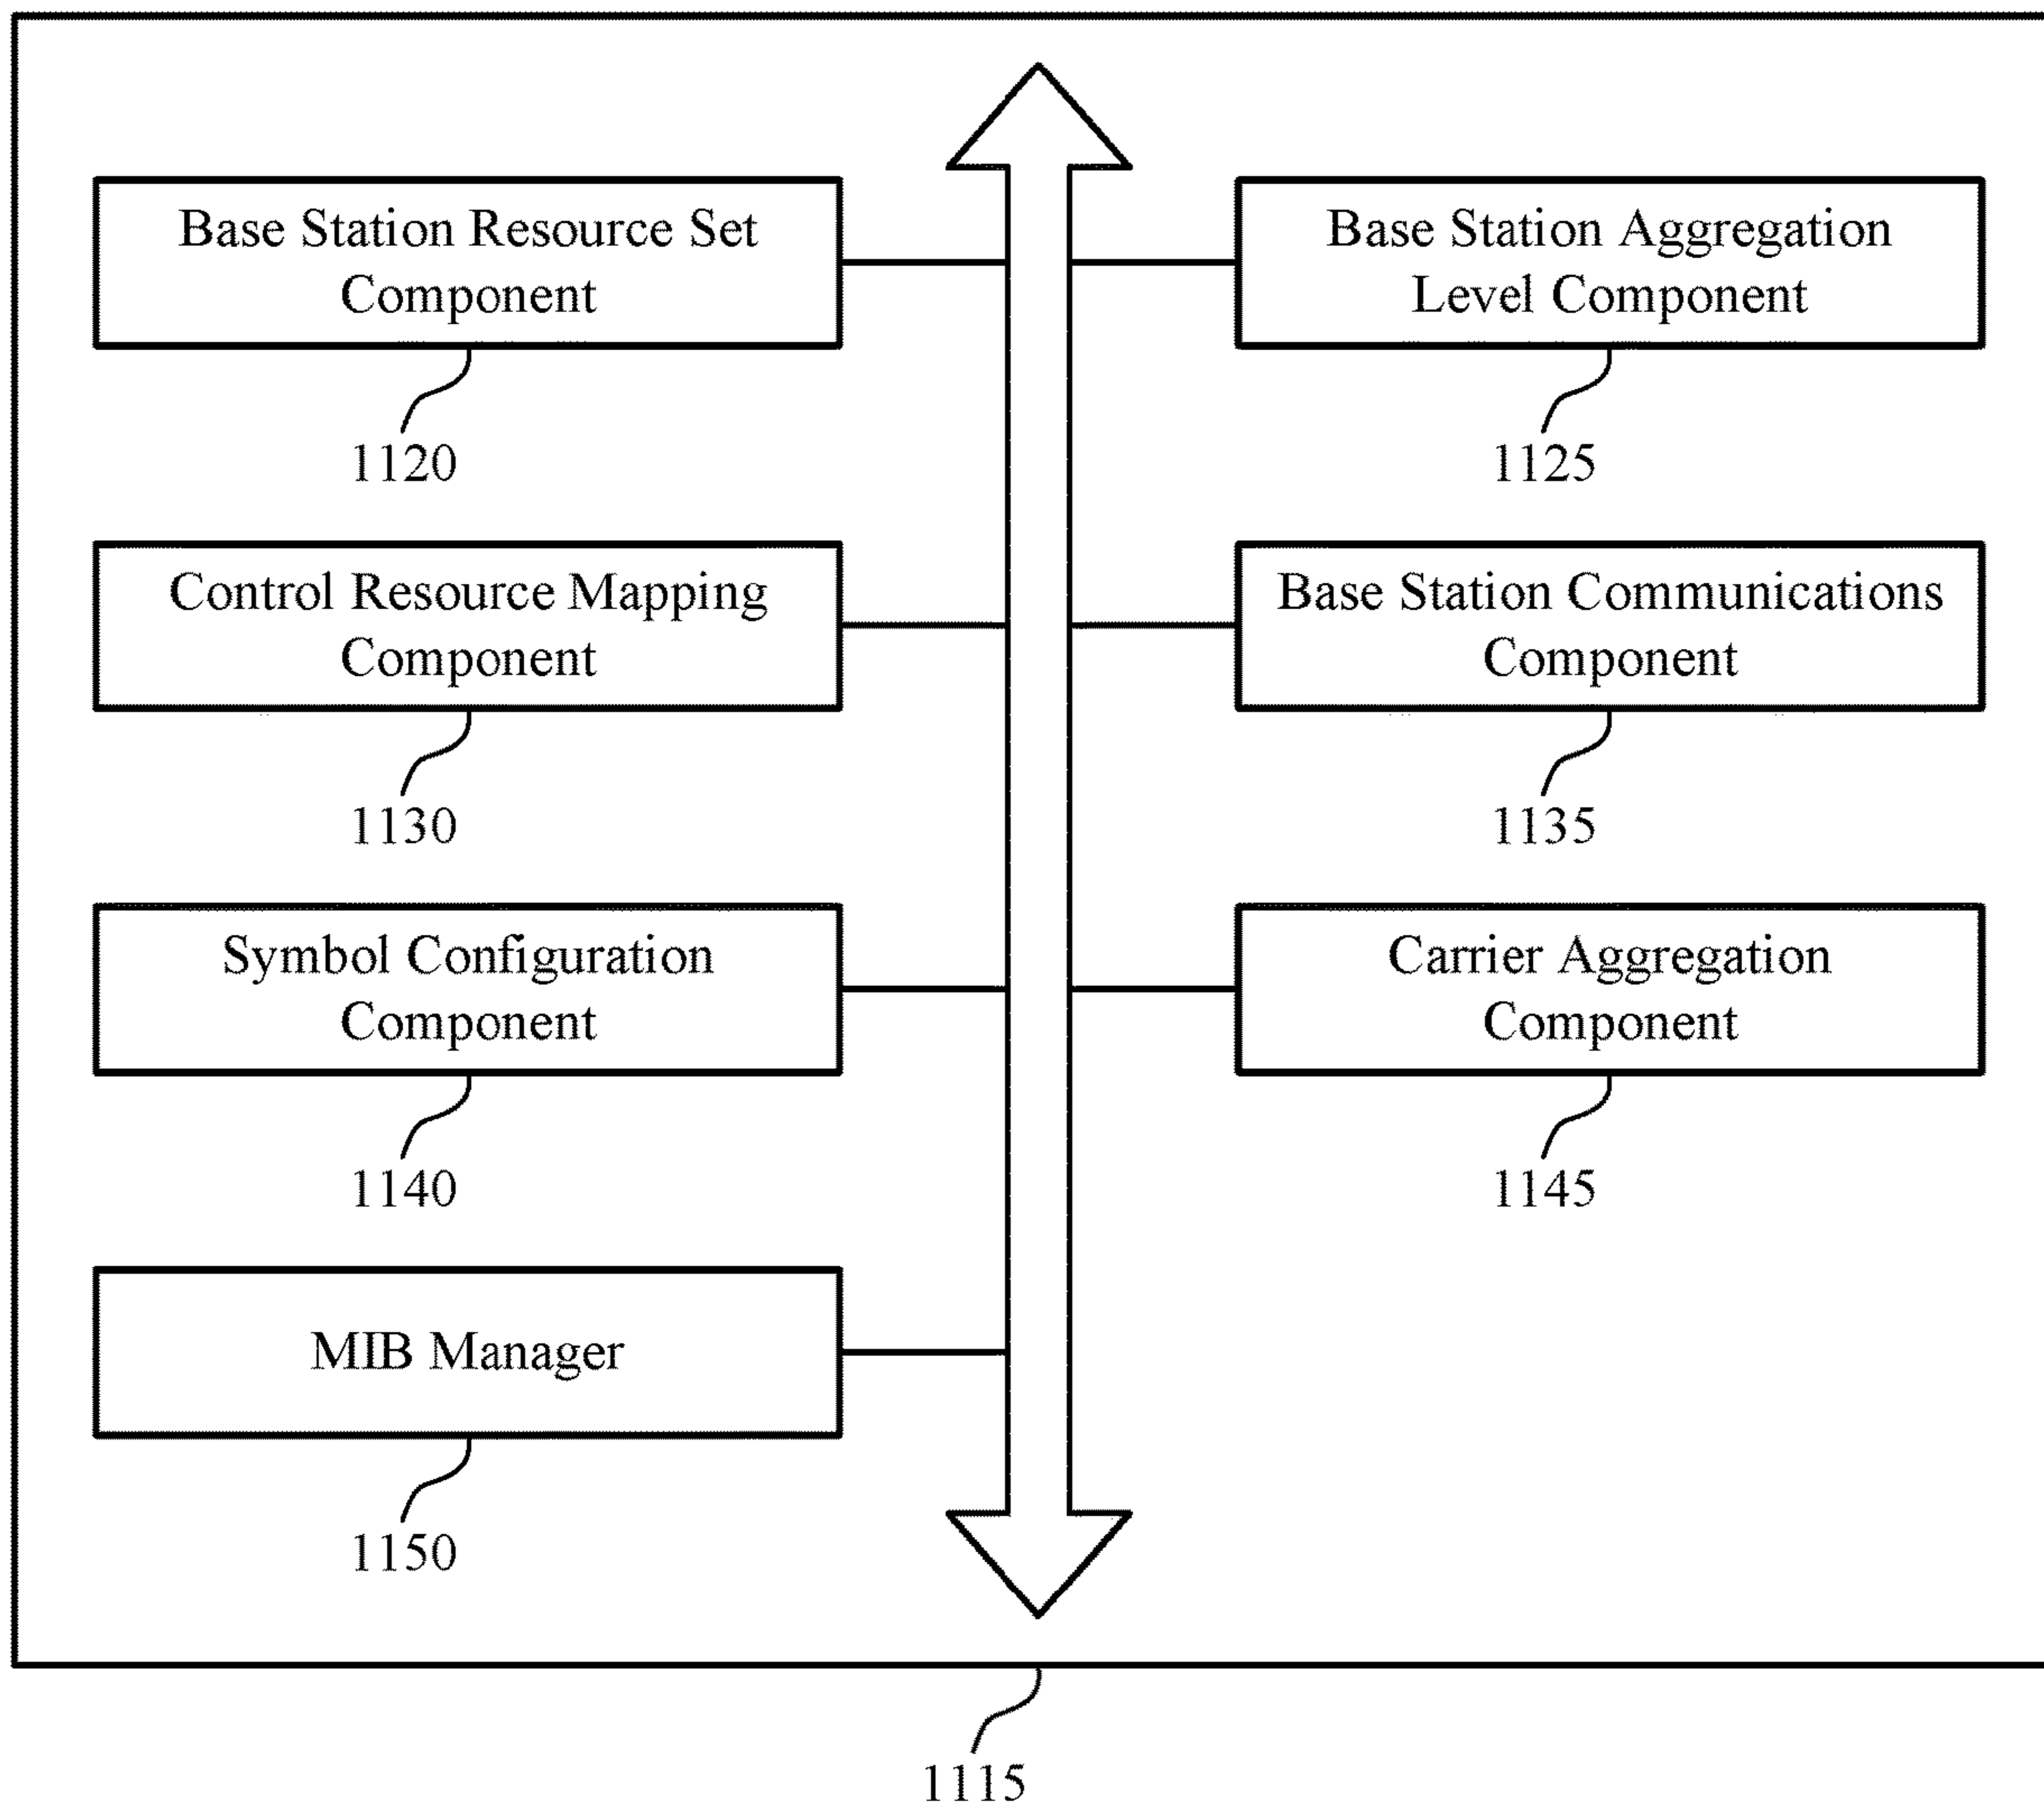 Base Station Resource Set
Component
1120
Base Station Aggregation
Level Component
1125
Control Resource Mapping
Component
1130
Base Station Communications
Component
1135
Symbol Configuration
Component
1140
Carrier Aggregation
Component
1145
MIB Manager
1150
1115